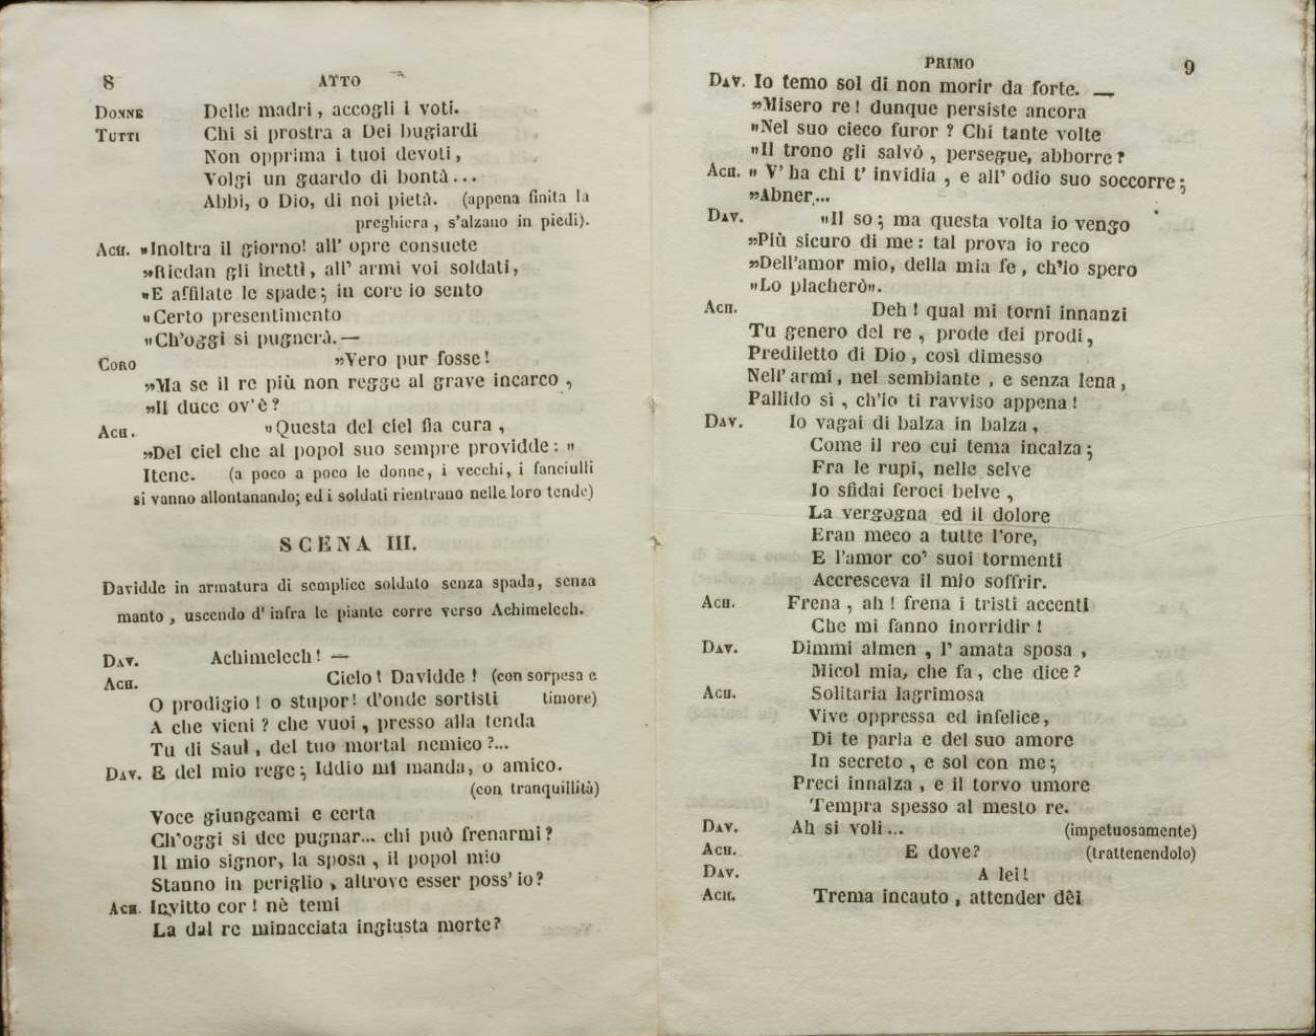 8 ATTO
DONNE Delle madri, accogli i voti.
TUTTI Chi si prostra a Dei bugiardi
Non opprima i tuoi devoti,
Volgi un guardo di bontà...
Abbi, o Dio, di noi pietà. (appena finita la
preghiera, s'alzano in piedi).
ACH. »Inoltra il giorno! all' opre consuete
»Riedan gli inetti, all' armi voi soldati,
»E affilate le spade; in core io sento
»Certo presentimento
»Ch'oggi si pugnerà.—
CORO »Vero pur fosse!
»Ma se il re più non regge al grave incarco,
»Il duce ov'è?
ACH. »Questa del ciel fia cura,
»Del ciel che al popol suo sempre providde: »
Itene. (a poco a poco le donne, i vecchi, i fanciulli
si vanno allontanando; ed i soldati rientrano nelle loro tende)
SCENA III.
Davidde in armatura di semplice soldato senza spada, senza
manto, uscendo d' infra le piante corre verso Achimelech.
DAV. Achimelech! —
ACH. Cielo! Davidde! (con sorpresa e
O prodigio! o stupor! d'onde sortisti timore)
A che vieni? che vuoi, presso alla tenda
Tu di Saul, del tuo mortal nemico?...
DAV. E del mio rege; Iddio mi manda, o amico.
(con tranquillità)
Voce giungeami e certa
Ch'oggi si dee pugnar... chi può frenarmi?
Il mio signor, la sposa, il popol mio
Stanno in periglio, altrove esser poss' io?
ACH. Invitto cor! nè temi
La dal re minacciata ingiusta morte?
PRIMO 9
DAV. Io temo sol di non morir da forte. —
»Misero re! dunque persiste ancora
»Nel suo cieco furor? Chi tante volte
»Il trono gli salvò, persegue, abborre?
ACH. » V' ha chi t' invidia, e all' odio suo soccorre;
»Abner...
DAV. »Il so; ma questa volta io vengo
»Più sicuro di me: tal prova io reco
»Dell'amor mio, della mia fe, ch'io spero
»Lo placherò».
ACH. Deh! qual mi torni innanzi
Tu genero del re, prode dei prodi,
Prediletto di Dio, così dimesso
Nell' armi, nel sembiante, e senza lena,
Pallido sì, ch'io ti ravviso appena!
DAV. Io vagai di balza in balza,
Come il reo cui tema incalza;
Fra le rupi, nelle selve
Io sfidai feroci belve,
La vergogna ed il dolore
Eran meco a tutte l'ore,
E l'amor co' suoi tormenti
Accresceva il mio soffrir.
ACH. Frena, ah! frena i tristi accenti
Che mi fanno inorridir!
DAV. Dimmi almen, l' amata sposa,
Micol mia, che fa, che dice?
ACH. Solitaria lagrimosa
Vive oppressa ed infelice,
Di te parla e del suo amore
In secreto, e sol con me;
Preci innalza, e il torvo umore
Tempra spesso al mesto re.
DAV. Ah si voli... (impetuosamente)
ACH. E dove? (trattenendolo)
DAV. A lei!
ACH. Trema incauto, attender dêi